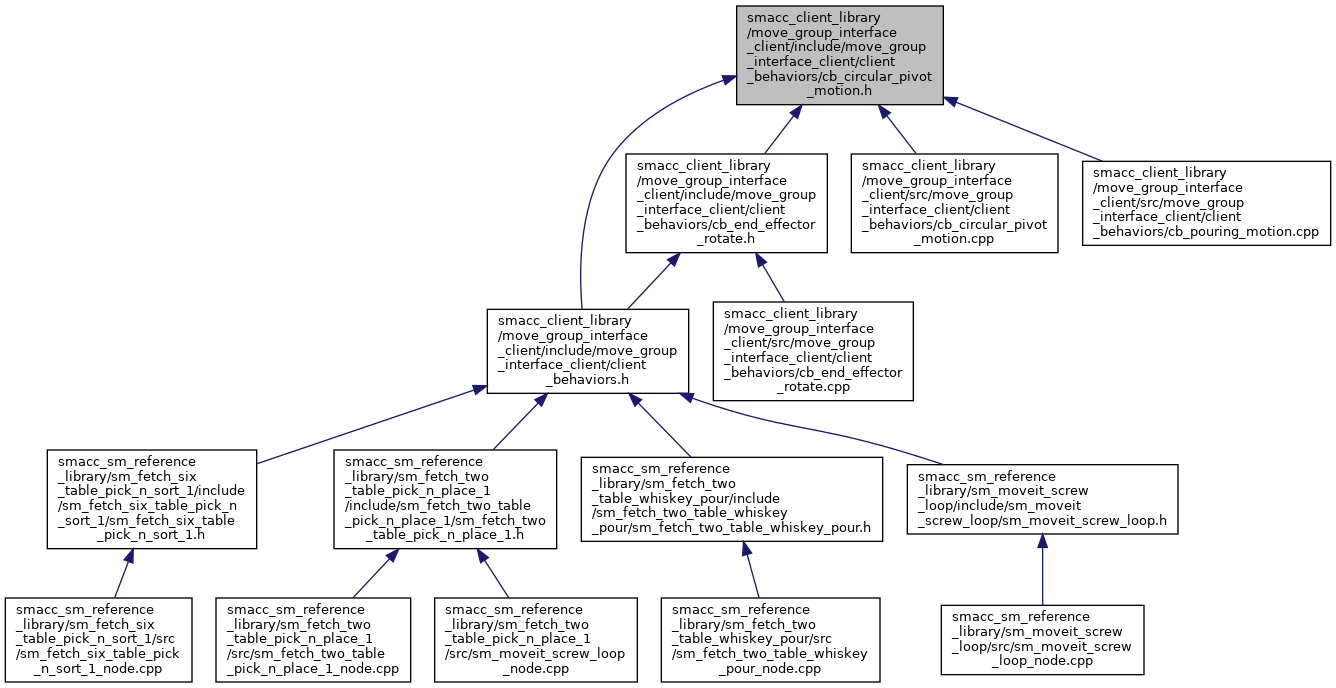 smacc_client_library
/move_group_interface
_client/include/move_group
_interface_client/client
_behaviors/cb_circular_pivot
_motion.h
smacc_client_library
/move_group_interface
_client/include/move_group
_interface_client/client
_behaviors/cb_end_effector
_rotate.h
smacc_client_library
/move_group_interface
_client/src/move_group
_interface_client/client
_behaviors/cb_circular_pivot
_motion.cpp
smacc_client_library
/move_group_interface
_client/src/move_group
_interface_client/client
_behaviors/cb_pouring_motion.cpp
smacc_client_library
/move_group_interface
_client/include/move_group
_interface_client/client
_behaviors.h
smacc_client_library
/move_group_interface
_client/src/move_group
_interface_client/client
_behaviors/cb_end_effector
_rotate.cpp
smacc_sm_reference
_library/sm_fetch_six
_table_pick_n_sort_1/include
/sm_fetch_six_table_pick_n
_sort_1/sm_fetch_six_table
_pick_n_sort_1.h
smacc_sm_reference
_library/sm_fetch_two
_table_pick_n_place_1
/include/sm_fetch_two_table
_pick_n_place_1/sm_fetch_two
_table_pick_n_place_1.h
smacc_sm_reference
_library/sm_fetch_two
_table_whiskey_pour/include
/sm_fetch_two_table_whiskey
_pour/sm_fetch_two_table_whiskey_pour.h
smacc_sm_reference
_library/sm_moveit_screw
_loop/include/sm_moveit
_screw_loop/sm_moveit_screw_loop.h
smacc_sm_reference
_library/sm_fetch_six
_table_pick_n_sort_1/src
/sm_fetch_six_table_pick
_n_sort_1_node.cpp
smacc_sm_reference
_library/sm_fetch_two
_table_pick_n_place_1
/src/sm_fetch_two_table
_pick_n_place_1_node.cpp
smacc_sm_reference
_library/sm_fetch_two
_table_pick_n_place_1
/src/sm_moveit_screw_loop
_node.cpp
smacc_sm_reference
_library/sm_fetch_two
_table_whiskey_pour/src
/sm_fetch_two_table_whiskey
_pour_node.cpp
smacc_sm_reference
_library/sm_moveit_screw
_loop/src/sm_moveit_screw
_loop_node.cpp